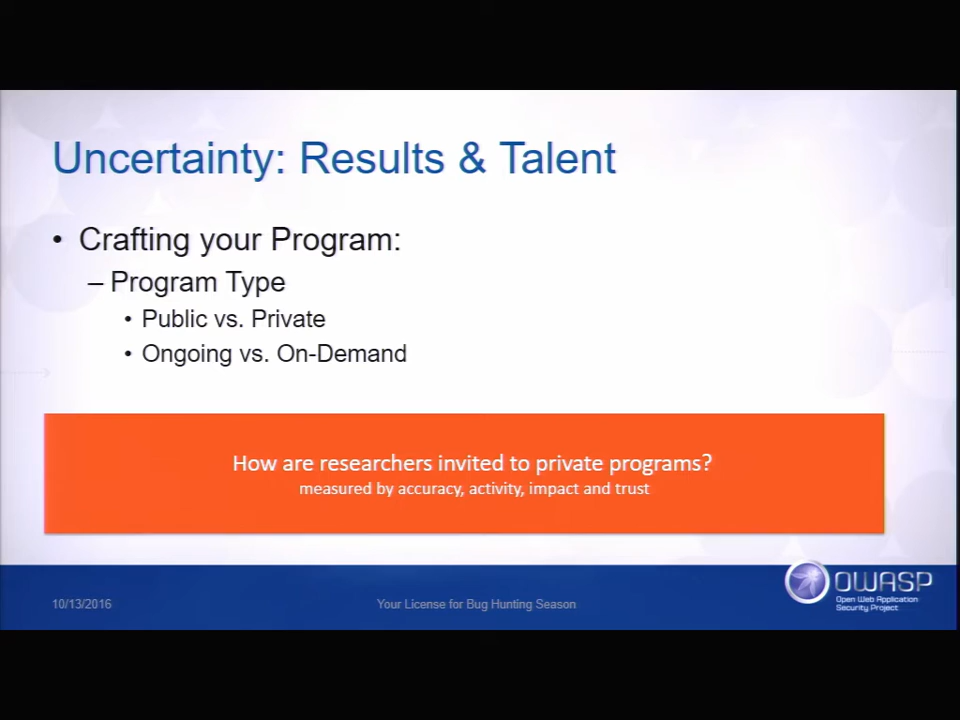 Uncertainty: Results & Talent
• Crafting your Program:
– Program Type
• Public vs. Private
• Ongoing vs. On-Demand
How are researchers invited to private programs?
measured by accuracy, activity, impact and trust
10/13/2016
Your License for Bug Hunting Season
OWASP
Open Web Application
Security Project